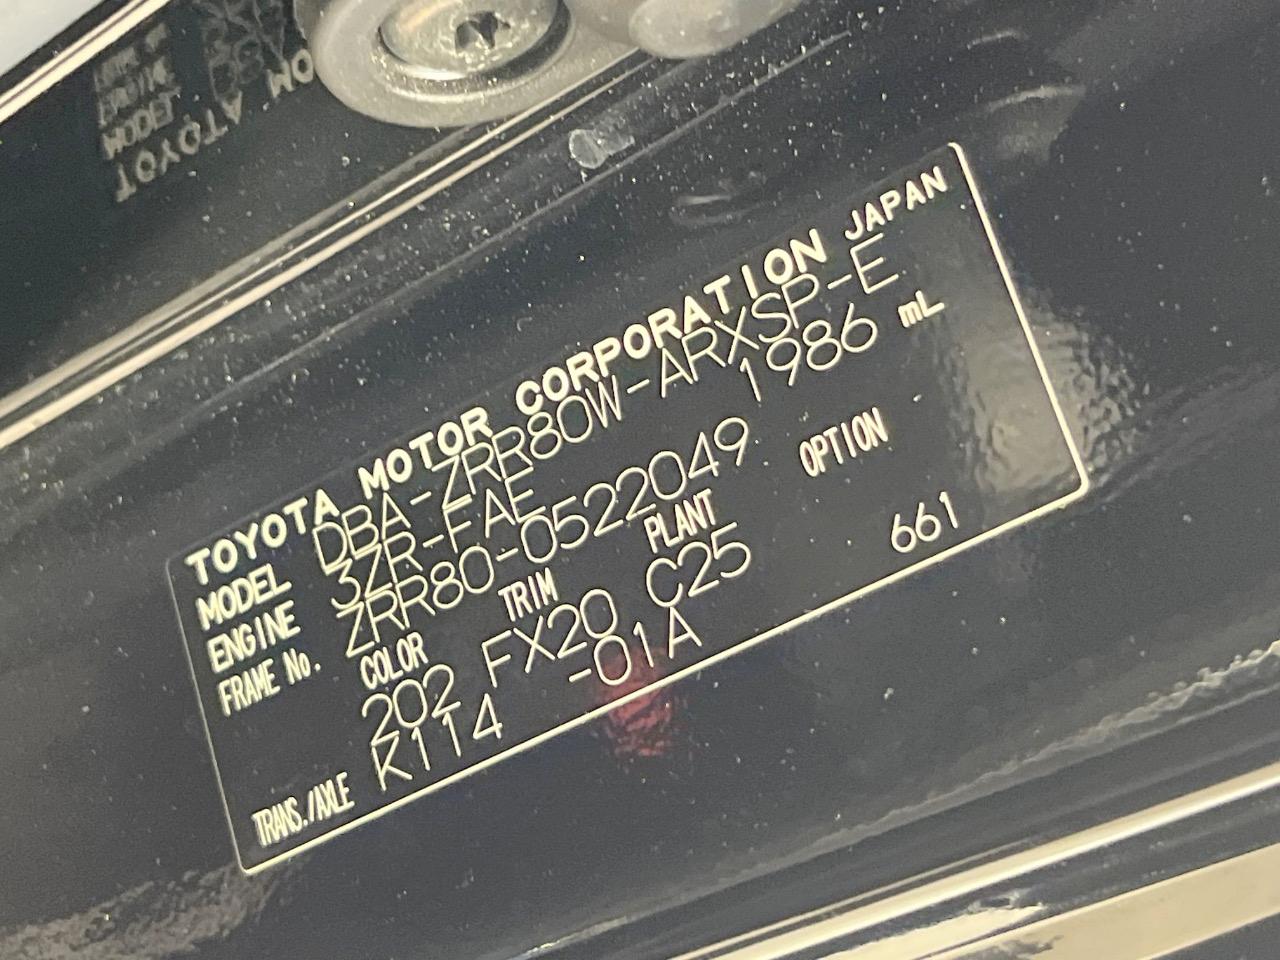 TOYOTA MOTOR CORPORATION JAPAN
MODEL DBA-ZRR80W-ARXSP-E
ENGINE 3ZR-FAE 1986 mL
FRAME No. ZRR80-0522049
COLOR TRIM PLANT OPTION
202 FX20 C25 661
TRANS./AXLE K114 -01A